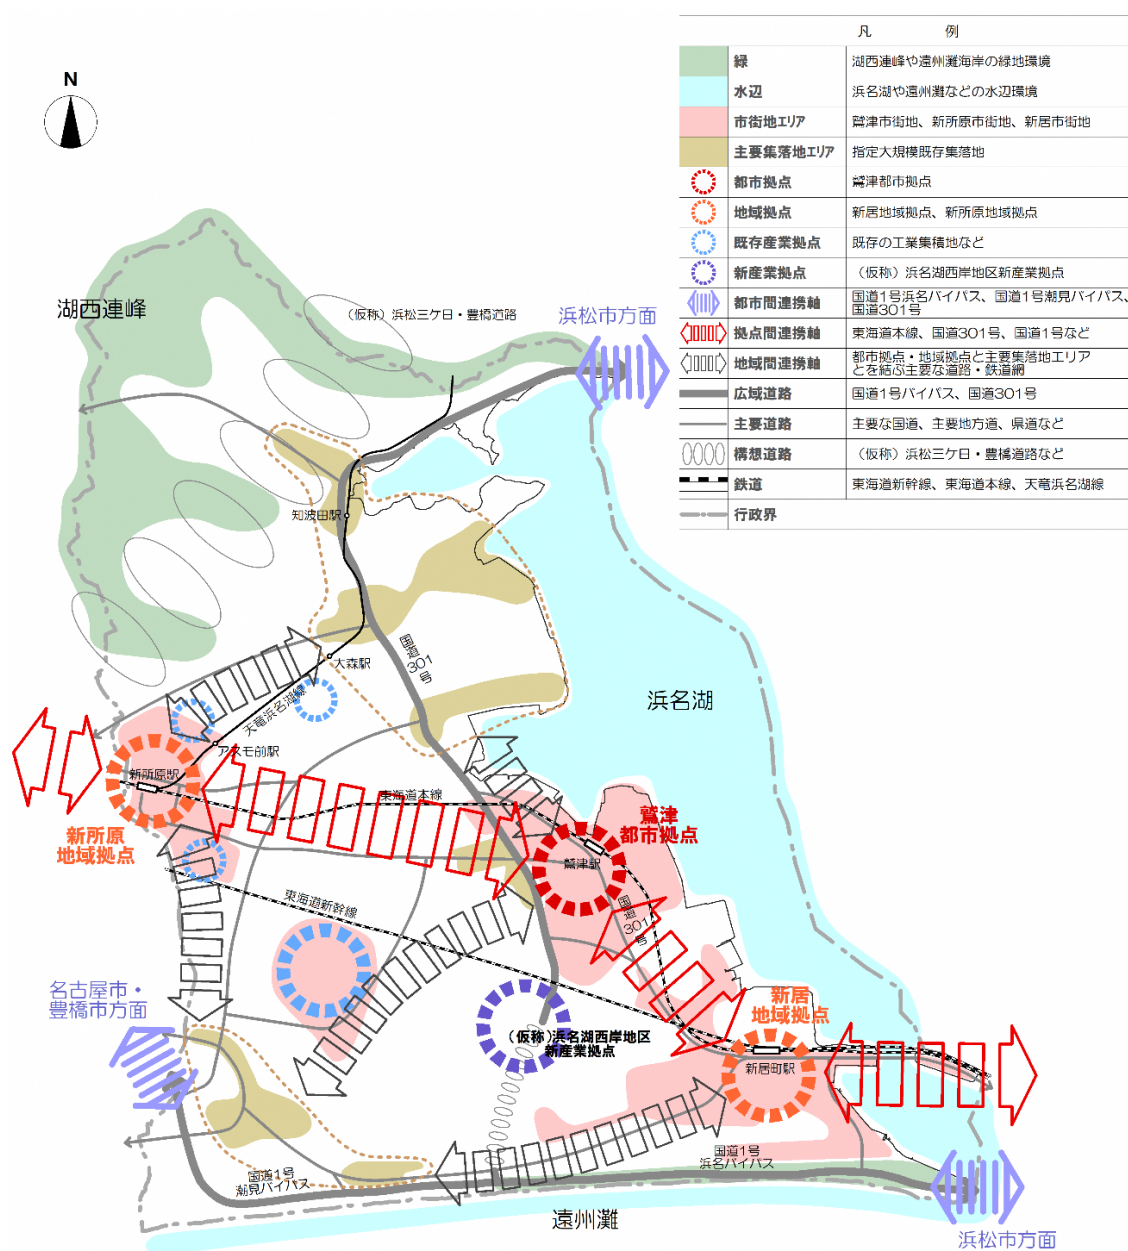 凡　例
緑　湖西連峰や遠州灘海岸の緑地環境
水辺　浜名湖や遠州灘などの水辺環境
市街地エリア　鷲津市街地、新所原市街地、新居市街地
主要集落地エリア　指定大規模既存集落地
都市拠点　鷲津都市拠点
地域拠点　新居地域拠点、新所原地域拠点
既存産業拠点　既存の工業集積地など
新産業拠点　（仮称）浜名湖西岸地区新産業拠点
都市間連携軸　国道1号浜名バイパス、国道1号潮見バイパス、
国道301号
拠点間連携軸　東海道本線、国道301号、国道1号など
地域間連携軸　都市拠点・地域拠点と主要集落地エリア
とを結ぶ主要な道路・鉄道網
広域道路　国道1号バイパス、国道301号
主要道路　主要な国道、主要地方道、県道など
構想道路　（仮称）浜松三ケ日・豊橋道路など
鉄道　東海道新幹線、東海道本線、天竜浜名湖線
行政界
N
湖西連峰
（仮称）浜松三ケ日・豊橋道路
浜松市方面
知波田駅
国道301号
大森駅
天竜浜名湖線
浜名湖
アスモ前駅
新所原駅
東海道本線
新所原
地域拠点
鷲津
都市拠点
鷲津駅
東海道新幹線
国道301号
名古屋市・
豊橋市方面
新居
地域拠点
（仮称）浜名湖西岸地区
新産業拠点
新居町駅
国道1号
潮見バイパス
国道1号
浜名バイパス
遠州灘
浜松市方面